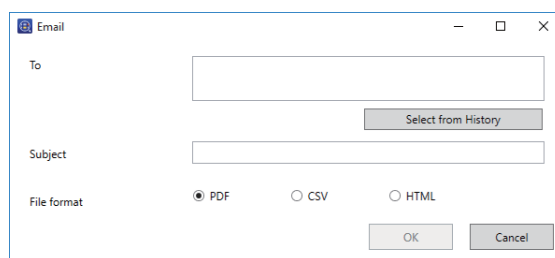 Email
To
Select from History
Subject
File format
PDF CSV HTML
OK Cancel